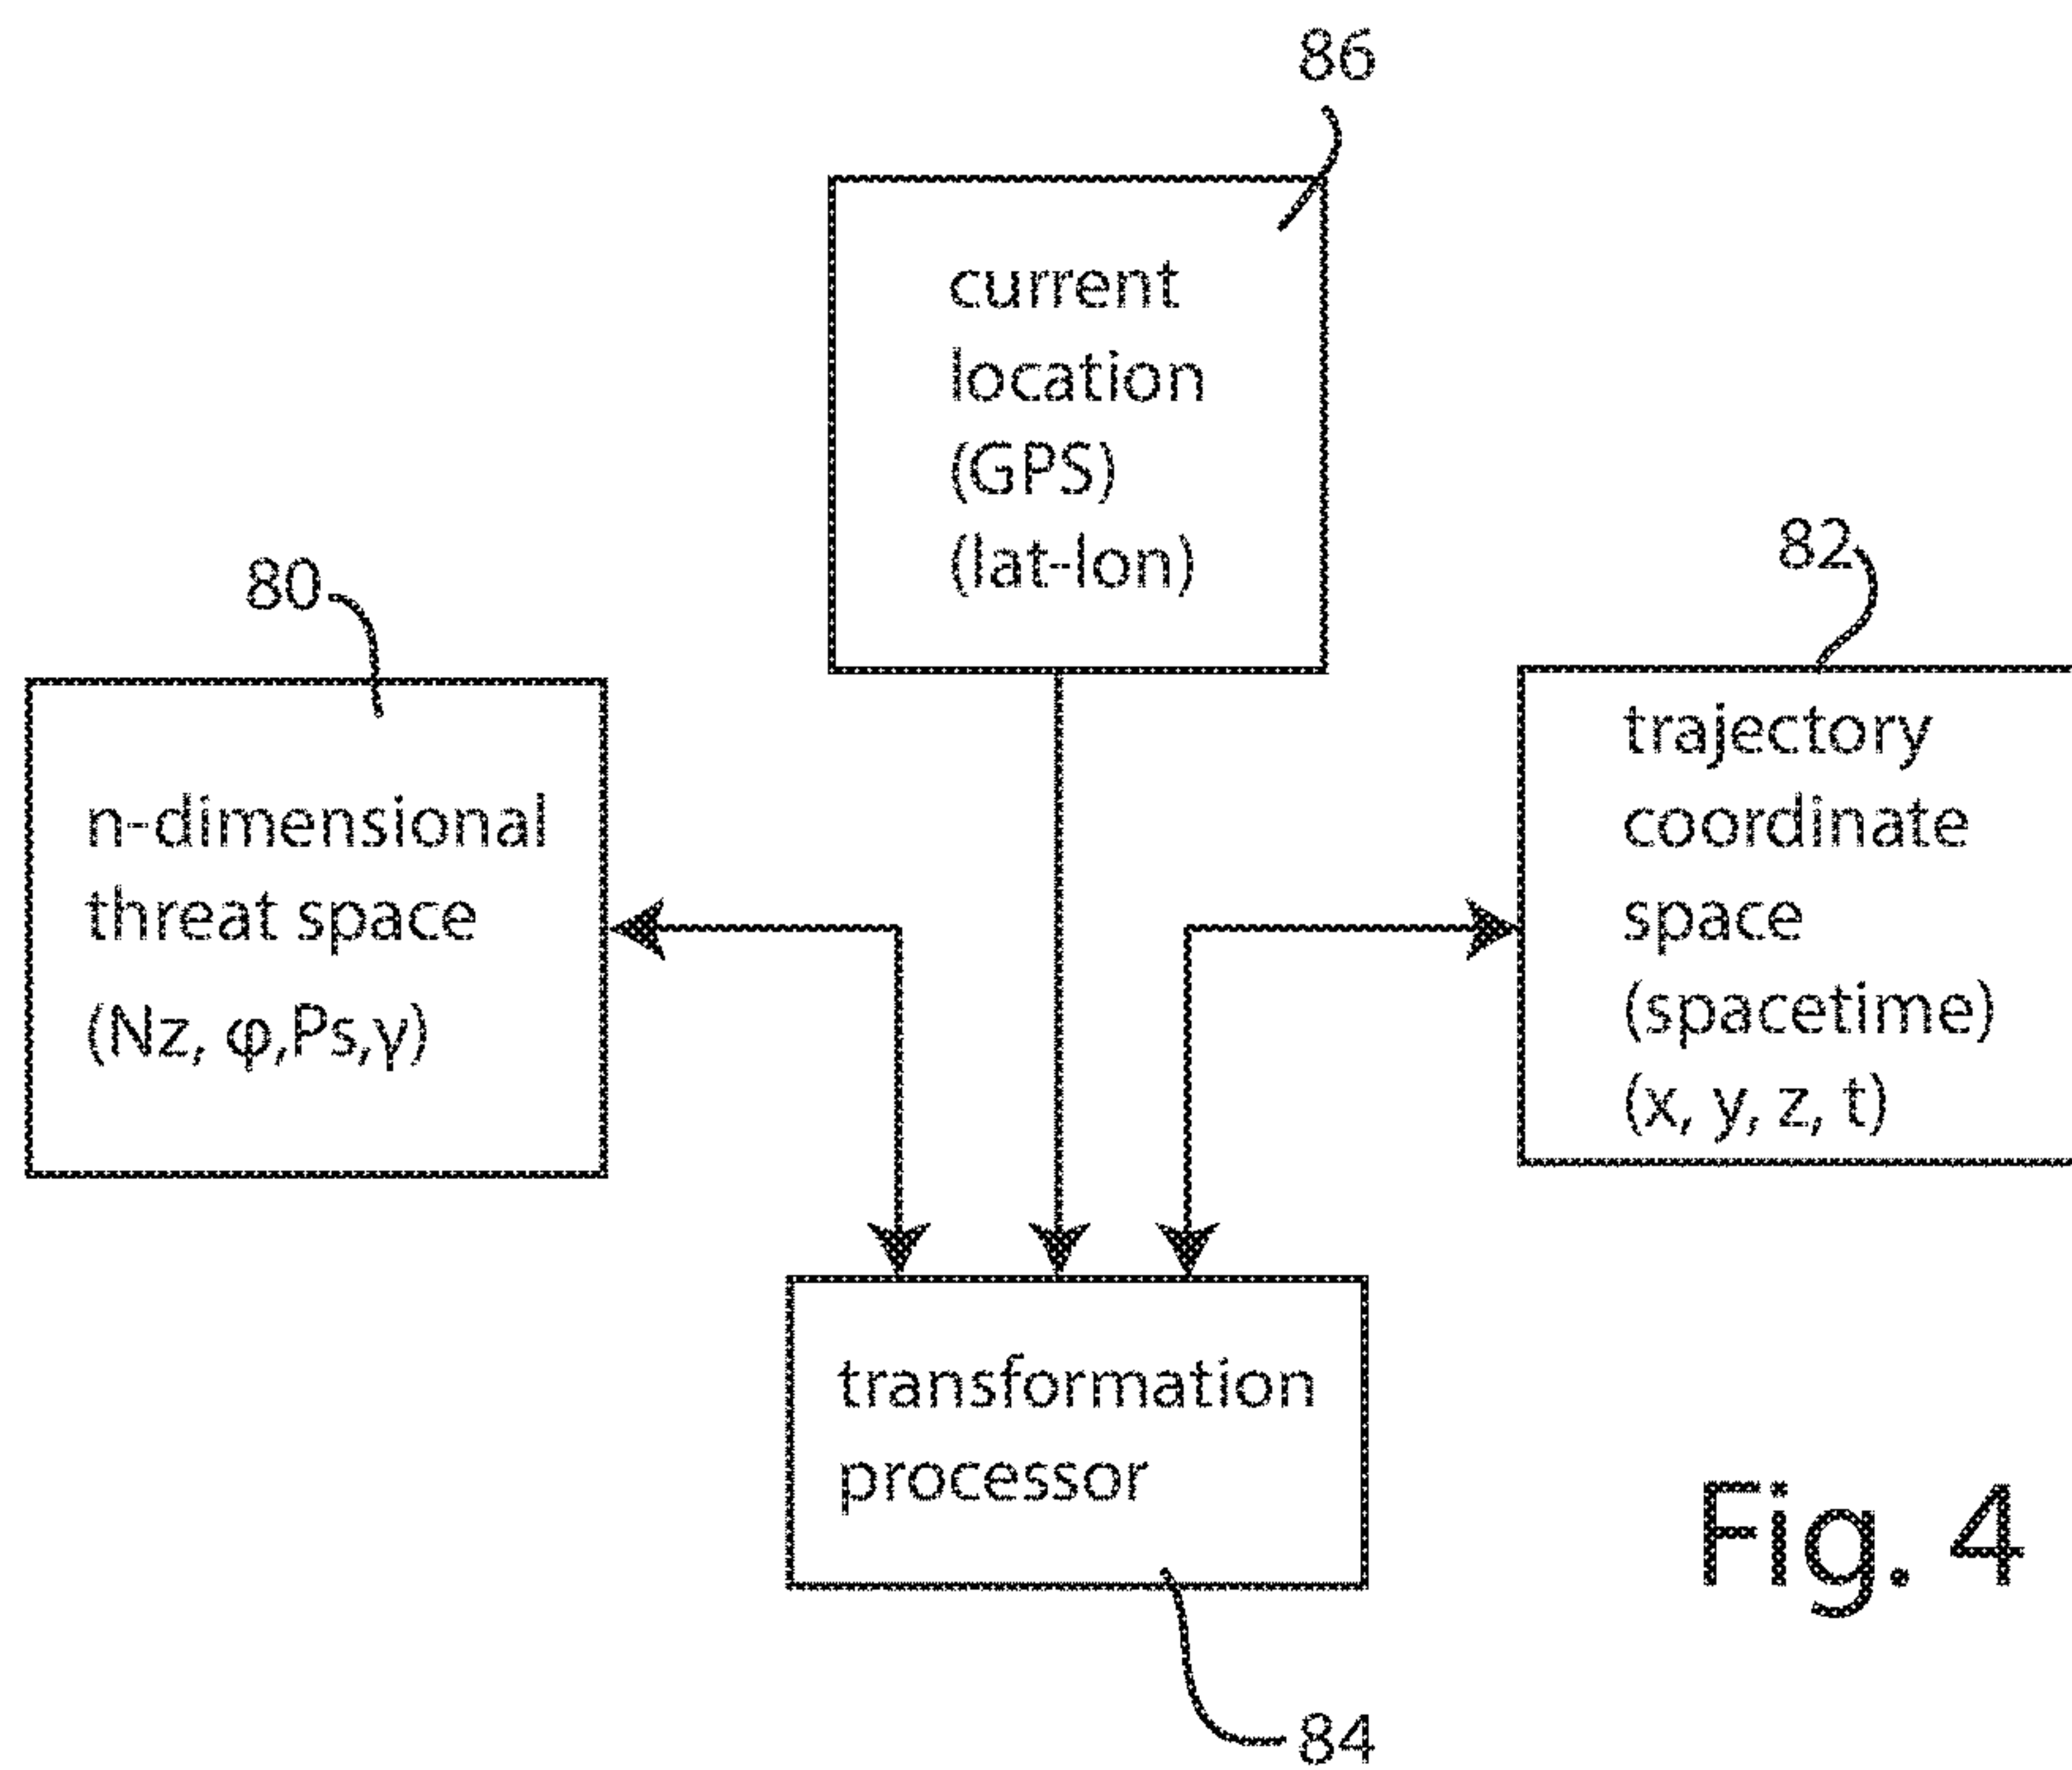 86
current
location
(GPS)
(lat-lon)
80
n-dimensional
threat space
(Nz, φ,Ps,γ)
82
trajectory
coordinate
space
(spacetime)
(x, y, z, t)
transformation
processor
84
Fig. 4